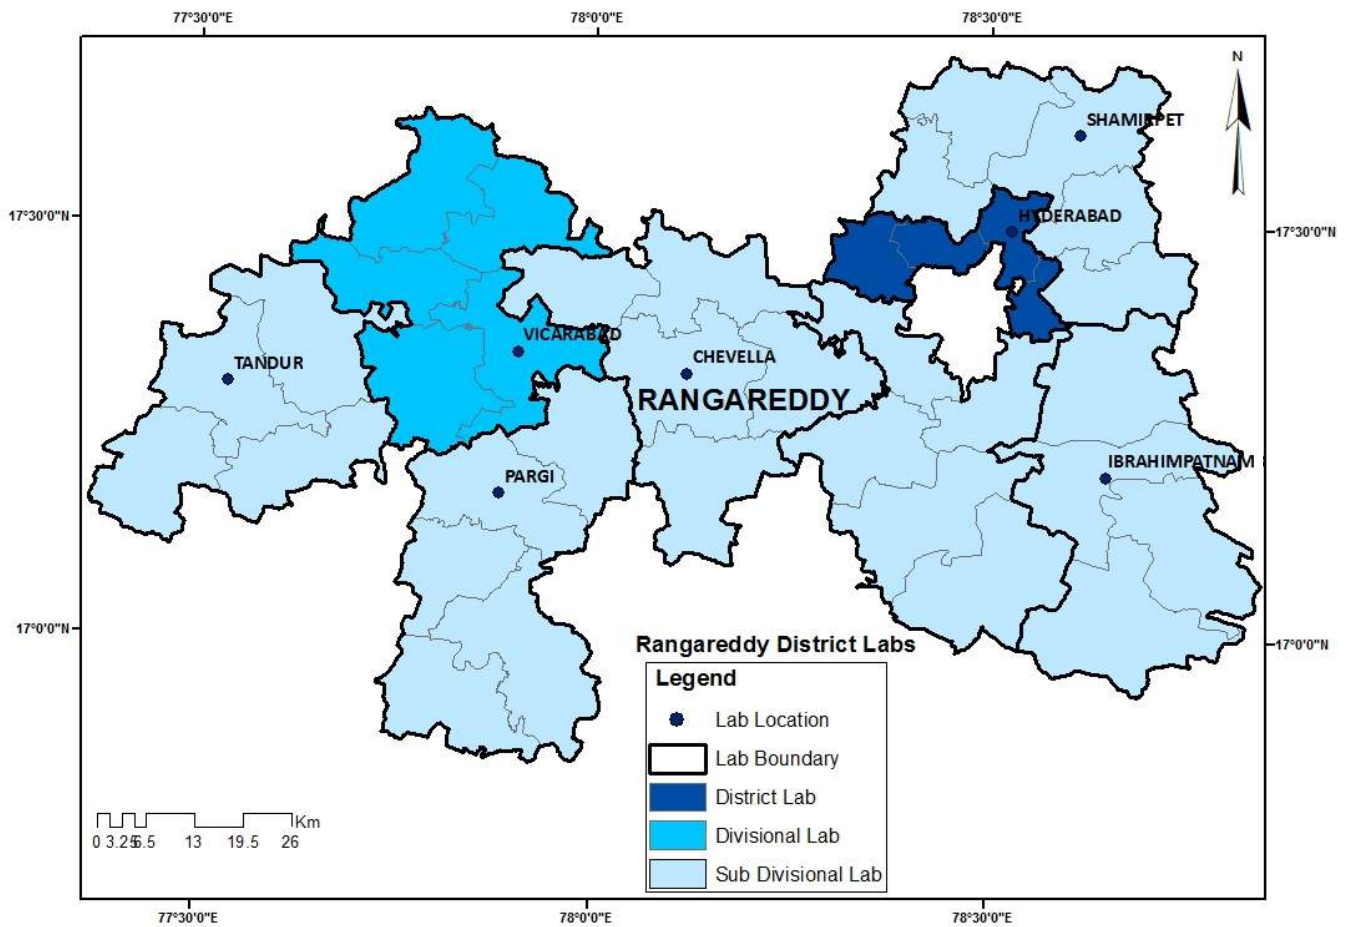 77°30'0"E
78°0'0"E
78°30'0"E
N
SHAMIRPET
17°30'0"N
HYDERABAD
17°30'0"N
VICARABAD
TANDUR
CHEVELLA
RANGAREDDY
IBRAHIMPATNAM
PARGI
17°0'0"N
Rangareddy District Labs
17°0'0"N
Legend
Lab Location
Lab Boundary
District Lab
Divisional Lab
Sub Divisional Lab
Km
0 3.25 6.5 13 19.5 26
77°30'0"E
78°0'0"E
78°30'0"E